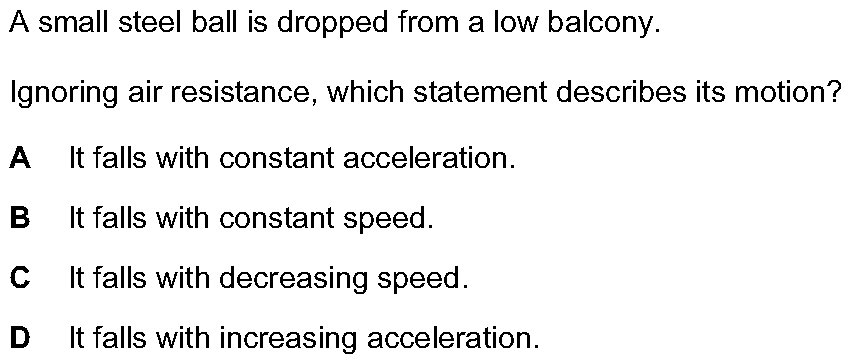 A small steel ball is dropped from a low balcony.
Ignoring air resistance, which statement describes its motion?
A It falls with constant acceleration.
B It falls with constant speed.
C It falls with decreasing speed.
D It falls with increasing acceleration.